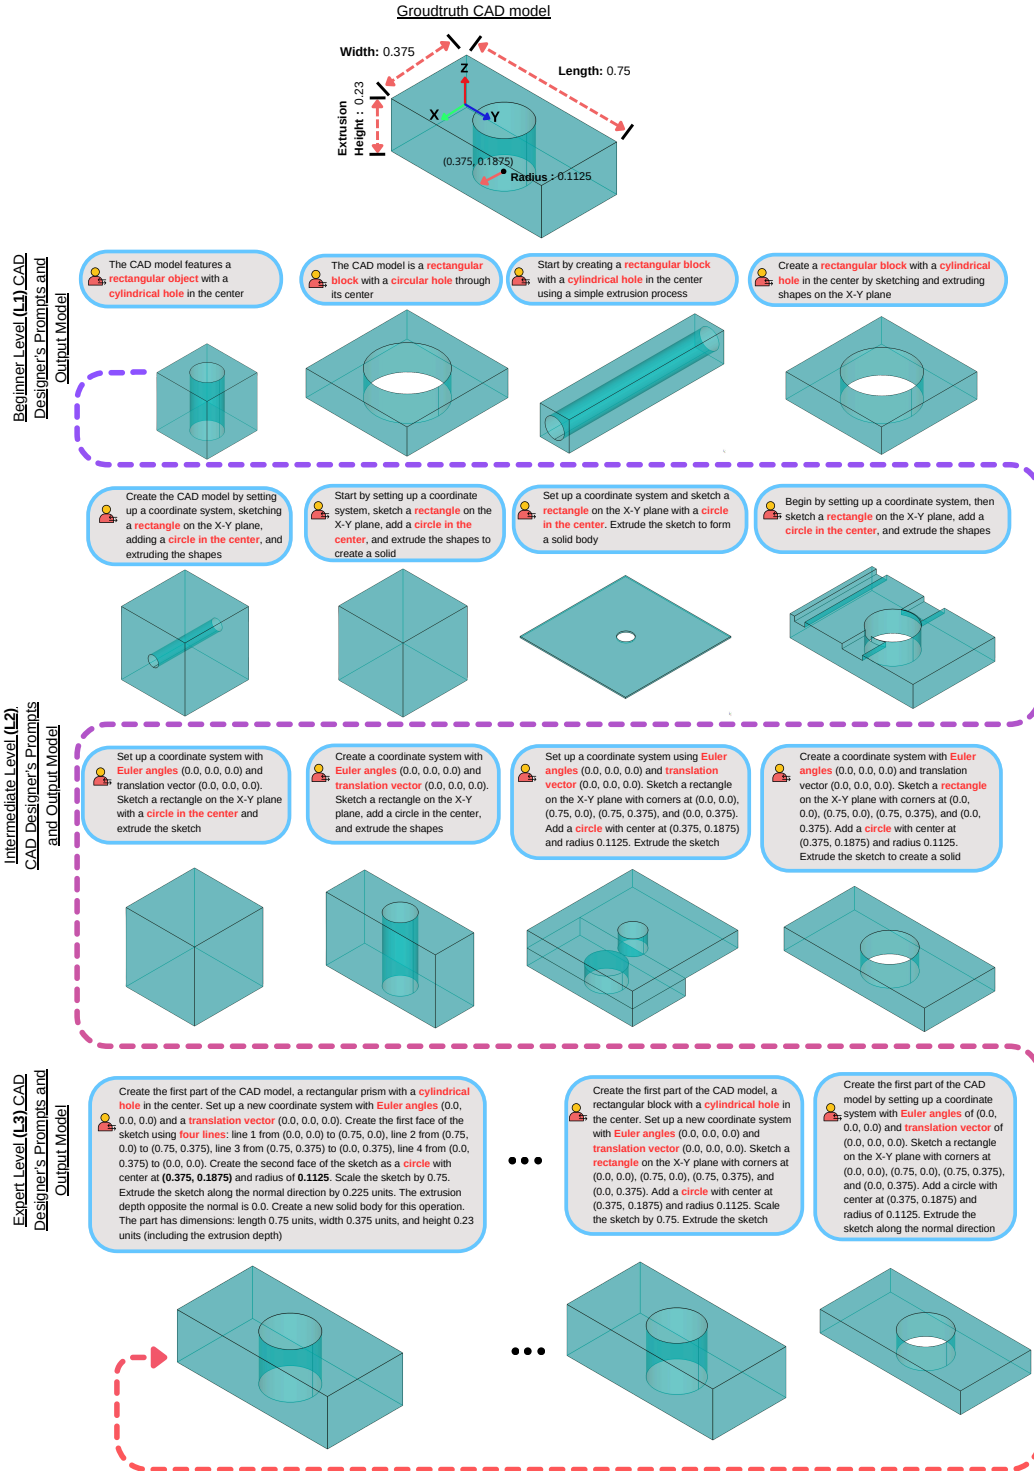 Groudtruth CAD model
Width: 0.375
Length: 0.75
Extrusion
Height : 0.23
Z
X
Y
(0.375, 0.1875)
Radius : 0.1125
Beginner Level (L1) CAD
Designer's Prompts and
Output Model
The CAD model features a
rectangular object with a
cylindrical hole in the center
The CAD model is a rectangular
block with a circular hole through
its center
Start by creating a rectangular block
with a cylindrical hole in the center
using a simple extrusion process
Create a rectangular block with a cylindrical
hole in the center by sketching and extruding
shapes on the X-Y plane
Create the CAD model by setting
up a coordinate system, sketching
a rectangle on the X-Y plane,
adding a circle in the center, and
extruding the shapes
Start by setting up a coordinate
system, sketch a rectangle on the
X-Y plane, add a circle in the
center, and extrude the shapes to
create a solid
Set up a coordinate system and sketch a
rectangle on the X-Y plane with a circle
in the center. Extrude the sketch to form
a solid body
Begin by setting up a coordinate system, then
sketch a rectangle on the X-Y plane, add a
circle in the center, and extrude the shapes
Intermediate Level (L2)
CAD Designer's Prompts
and Output Model
Set up a coordinate system with
Euler angles (0.0, 0.0, 0.0) and
translation vector (0.0, 0.0, 0.0).
Sketch a rectangle on the X-Y plane
with a circle in the center and
extrude the sketch
Create a coordinate system with
Euler angles (0.0, 0.0, 0.0) and
translation vector (0.0, 0.0, 0.0).
Sketch a rectangle on the X-Y
plane, add a circle in the center,
and extrude the shapes
Set up a coordinate system using Euler
angles (0.0, 0.0, 0.0) and translation
vector (0.0, 0.0, 0.0). Sketch a rectangle
on the X-Y plane with corners at (0.0, 0.0),
(0.75, 0.0), (0.75, 0.375), and (0.0, 0.375).
Add a circle with center at (0.375, 0.1875)
and radius 0.1125. Extrude the sketch
Create a coordinate system with Euler
angles (0.0, 0.0, 0.0) and translation
vector (0.0, 0.0, 0.0). Sketch a rectangle
on the X-Y plane with corners at (0.0,
0.0), (0.75, 0.0), (0.75, 0.375), and (0.0,
0.375). Add a circle with center at
(0.375, 0.1875) and radius 0.1125.
Extrude the sketch to create a solid
Expert Level (L3) CAD
Designer's Prompts and
Output Model
Create the first part of the CAD model, a rectangular prism with a cylindrical
hole in the center. Set up a new coordinate system with Euler angles (0.0,
0.0, 0.0) and a translation vector (0.0, 0.0, 0.0). Create the first face of the
sketch using four lines: line 1 from (0.0, 0.0) to (0.75, 0.0), line 2 from (0.75,
0.0) to (0.75, 0.375), line 3 from (0.75, 0.375) to (0.0, 0.375), line 4 from (0.0,
0.375) to (0.0, 0.0). Create the second face of the sketch as a circle with
center at (0.375, 0.1875) and radius of 0.1125. Scale the sketch by 0.75.
Extrude the sketch along the normal direction by 0.225 units. The extrusion
depth opposite the normal is 0.0. Create a new solid body for this operation.
The part has dimensions: length 0.75 units, width 0.375 units, and height 0.23
units (including the extrusion depth)
Create the first part of the CAD model, a
rectangular block with a cylindrical hole in
the center. Set up a new coordinate system
with Euler angles (0.0, 0.0, 0.0) and
translation vector (0.0, 0.0, 0.0). Sketch a
rectangle on the X-Y plane with corners at
(0.0, 0.0), (0.75, 0.0), (0.75, 0.375), and
(0.0, 0.375). Add a circle with center at
(0.375, 0.1875) and radius 0.1125. Scale
the sketch by 0.75. Extrude the sketch
Create the first part of the CAD
model by setting up a coordinate
system with Euler angles of (0.0,
0.0, 0.0) and translation vector of
(0.0, 0.0, 0.0). Sketch a rectangle
on the X-Y plane with corners at
(0.0, 0.0), (0.75, 0.0), (0.75, 0.375),
and (0.0, 0.375). Add a circle with
center at (0.375, 0.1875) and
radius of 0.1125. Extrude the
sketch along the normal direction